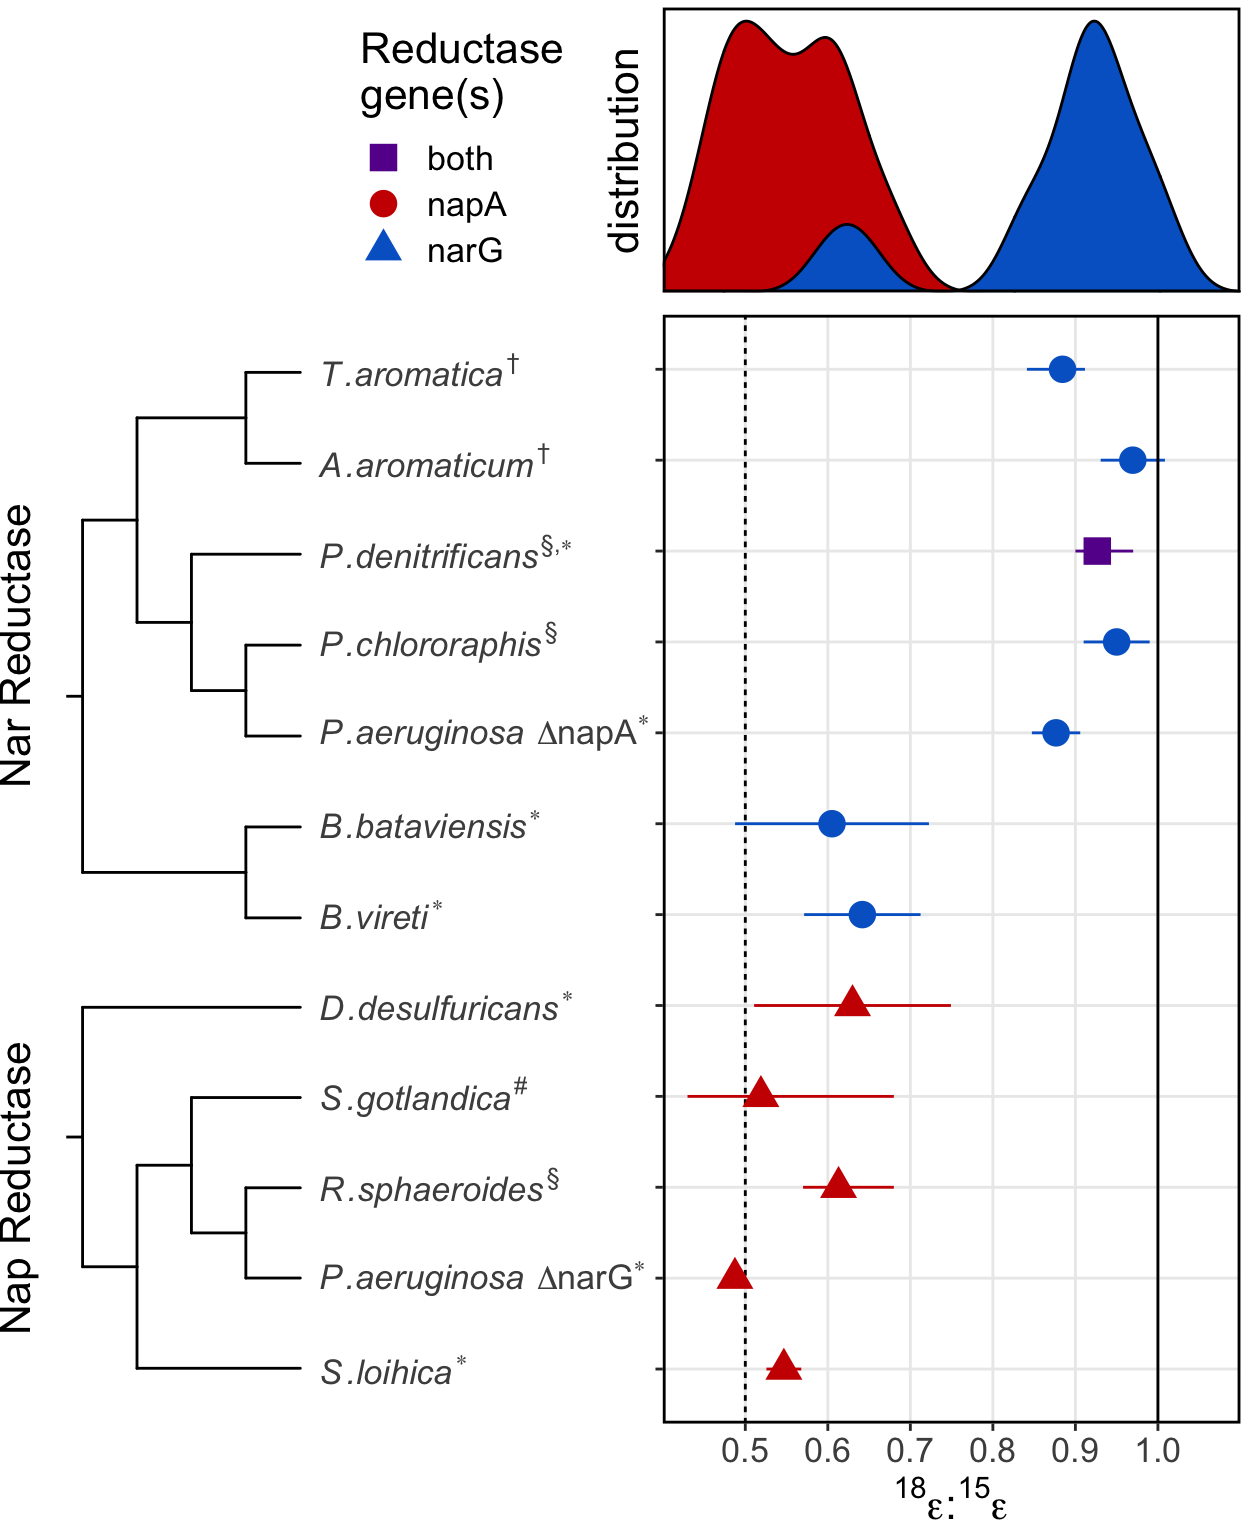 Reductase
gene(s)
both
napA
narG
distribution
Nar Reductase
T.aromatica†
A.aromaticum†
P.denitrificans§,*
P.chlororaphis§
P.aeruginosa ΔnapA*
B.bataviensis*
B.vireti*
Nap Reductase
D.desulfuricans*
S.gotlandica#
R.sphaeroides§
P.aeruginosa ΔnarG*
S.loihica*
0.5 0.6 0.7 0.8 0.9 1.0
¹⁸ε:¹⁵ε